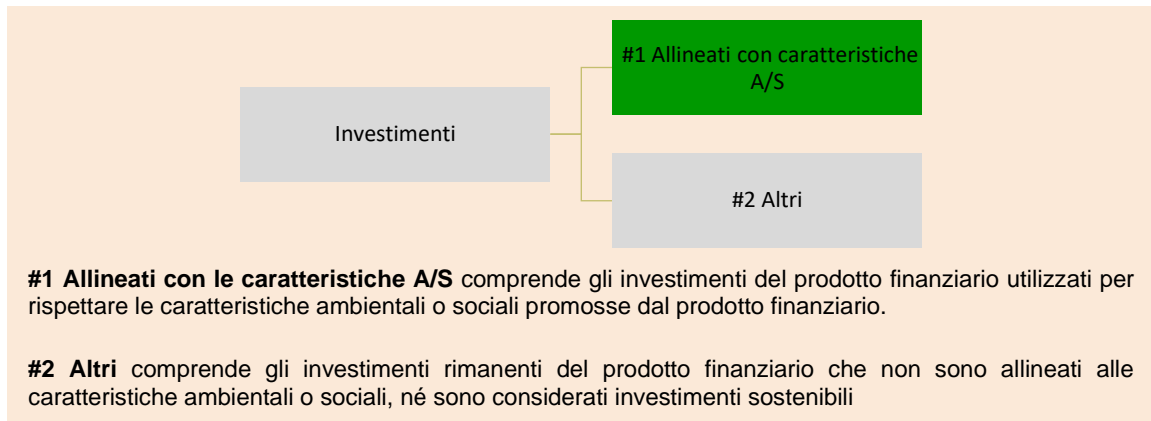 #1 Allineati con caratteristiche
A/S
Investimenti
#2 Altri
#1 Allineati con le caratteristiche A/S comprende gli investimenti del prodotto finanziario utilizzati per
rispettare le caratteristiche ambientali o sociali promosse dal prodotto finanziario.
#2 Altri comprende gli investimenti rimanenti del prodotto finanziario che non sono allineati alle
caratteristiche ambientali o sociali, né sono considerati investimenti sostenibili